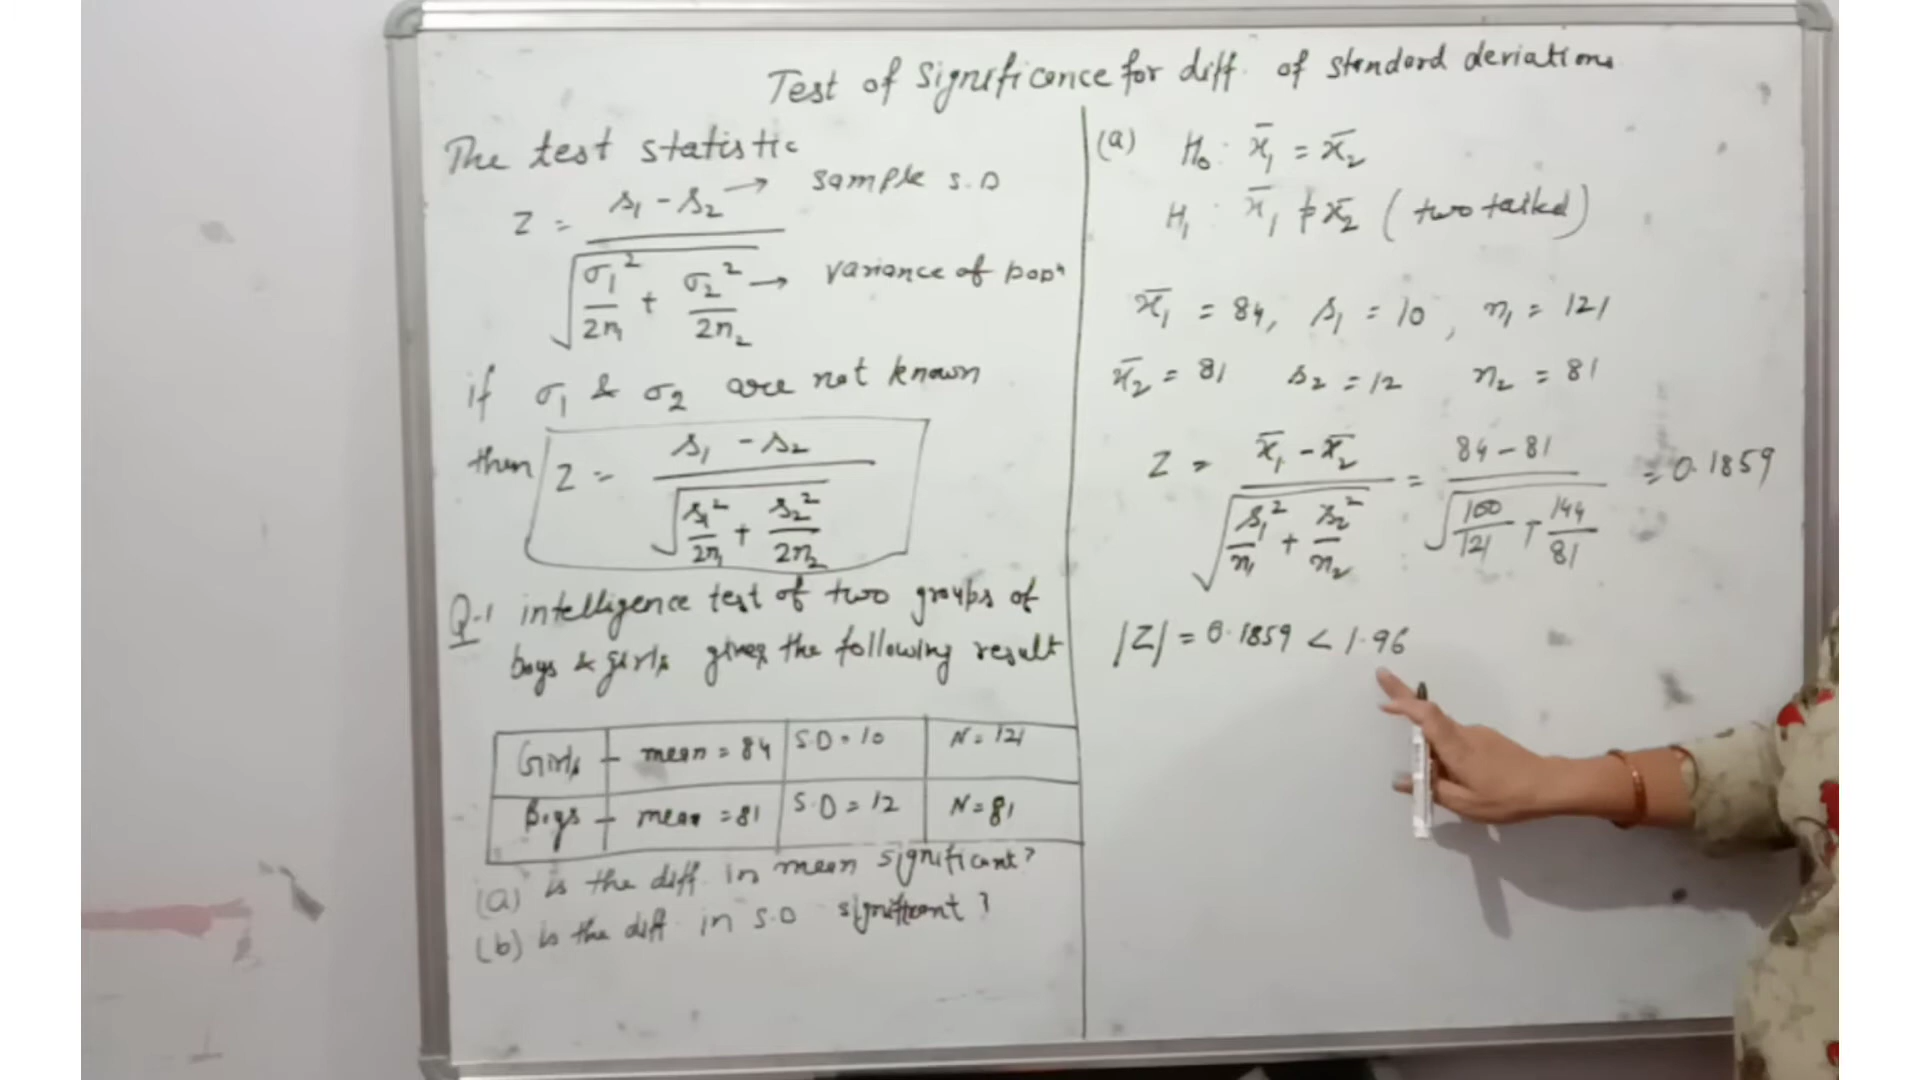 Test of Significance for diff. of standard deviations
The test statistic
Z = s₁ - s₂ / √(σ₁²/2n₁ + σ₂²/2n₂)
→ sample S.D
→ variance of popⁿ
if σ₁ & σ₂ are not known
then Z = s₁ - s₂ / √(s₁²/2n₁ + s₂²/2n₂)
Q-1 intelligence test of two groups of
boys & girls gives the following result
Girls - mean = 84 S.D = 10 N = 121
Boys - mean = 81 S.D = 12 N = 81
(a) is the diff. in mean significant?
(b) is the diff in S.D significant?
(a) H₀: x̄₁ = x̄₂
H₁: x̄₁ ≠ x̄₂ (two tailed)
x̄₁ = 84, s₁ = 10, n₁ = 121
x̄₂ = 81 s₂ = 12 n₂ = 81
Z = x̄₁ - x̄₂ / √(s₁²/n₁ + s₂²/n₂) = 84 - 81 / √(100/121 + 144/81) = 0.1859
|Z| = 0.1859 < 1.96